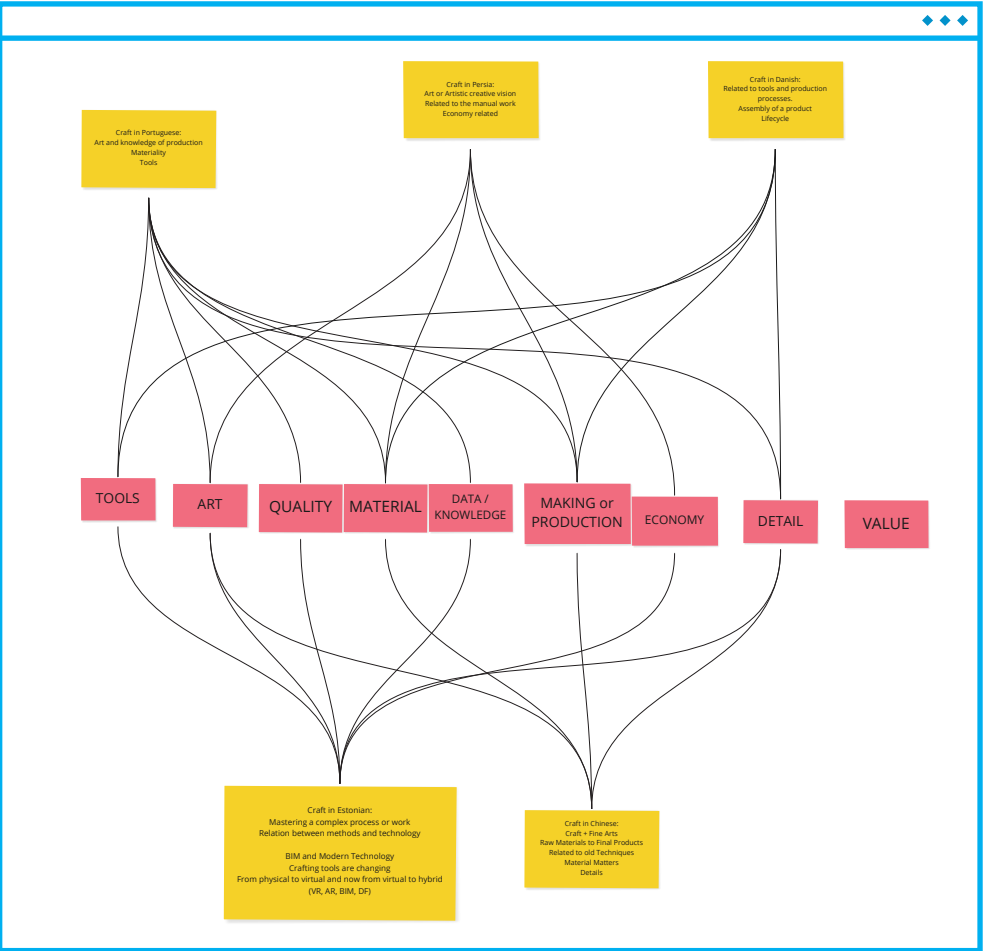 Craft in Portuguese:
Art and knowledge of production
Materiality
Tools
Craft in Persia:
Art or Artistic creative vision
Related to the manual work
Economy related
Craft in Danish:
Related to tools and production
processes.
Assembly of a product
Lifecycle
TOOLS
ART
QUALITY
MATERIAL
DATA /
KNOWLEDGE
MAKING or
PRODUCTION
ECONOMY
DETAIL
VALUE
Craft in Estonian:
Mastering a complex process or work
Relation between methods and technology
BIM and Modern Technology
Crafting tools are changing
From physical to virtual and now from virtual to hybrid
(VR, AR, BIM, DF)
Craft in Chinese:
Craft + Fine Arts
Raw Materials to Final Products
Related to old Techniques
Material Matters
Details